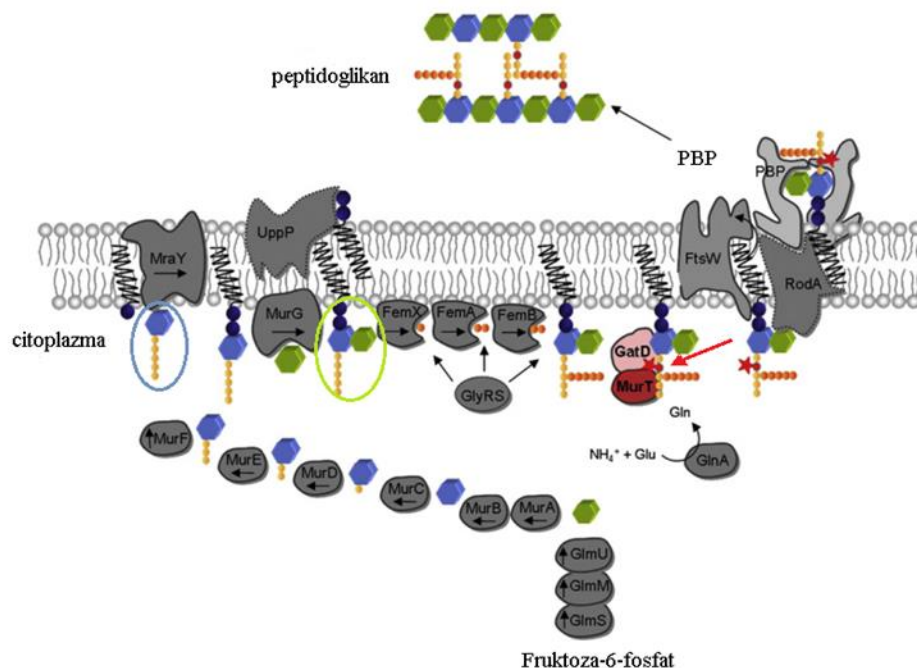 peptidoglikan
PBP
PBP
UppP
MraY
FtsW
RodA
MurG
FemX
FemA
FemB
citoplazma
GatD
GlyRS
MurT
Gln
MurF
NH₄⁺ + Glu
GlnA
MurE
MurD
MurC
MurB
MurA
GlmU
GlmM
GlmS
Fruktoza-6-fosfat